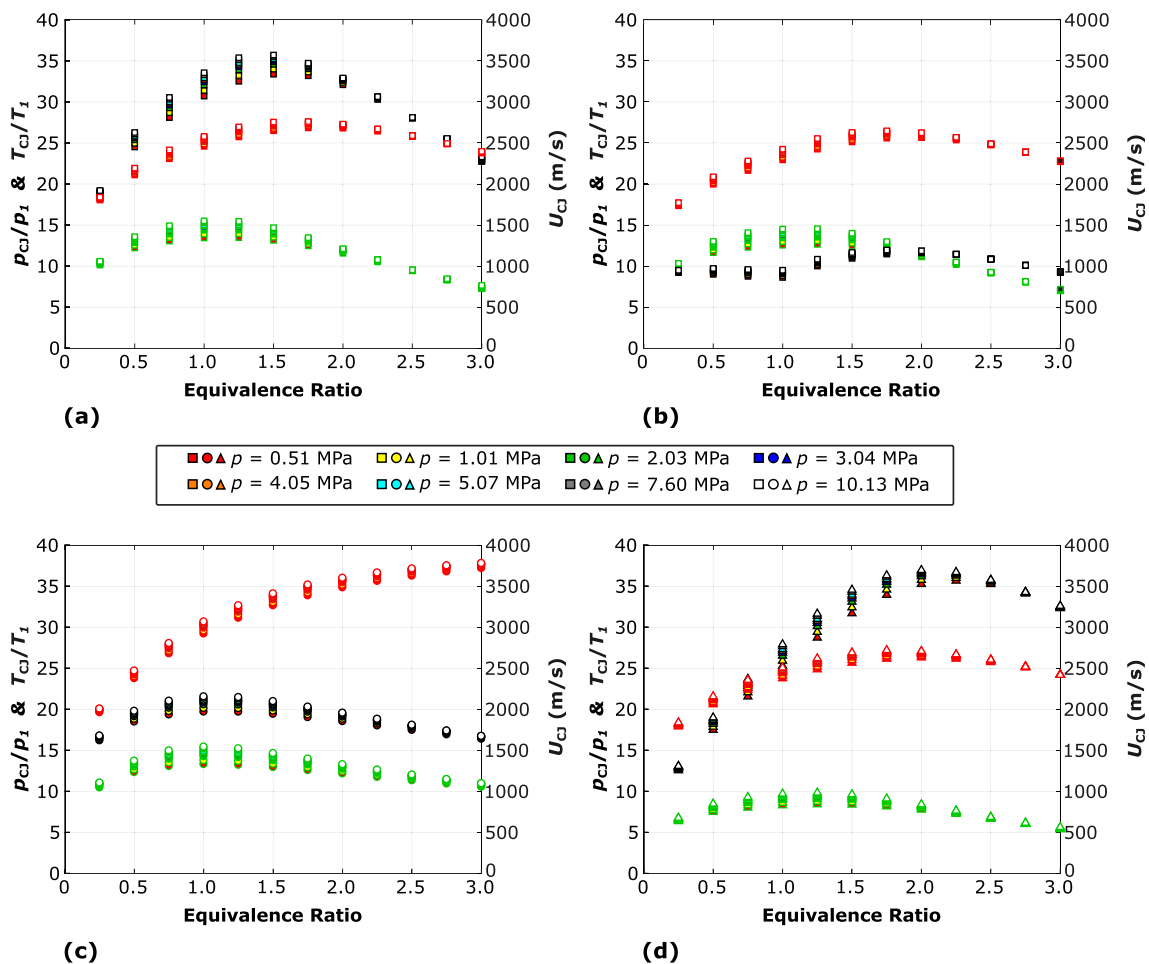 40 35 30 25 20 15 10 5 0
p_CJ/p_1 & T_CJ/T_1
4000 3500 3000 2500 2000 1500 1000 500 0
U_CJ (m/s)
0 0.5 1.0 1.5 2.0 2.5 3.0
Equivalence Ratio
(a)
40 35 30 25 20 15 10 5 0
p_CJ/p_1 & T_CJ/T_1
4000 3500 3000 2500 2000 1500 1000 500 0
U_CJ (m/s)
0 0.5 1.0 1.5 2.0 2.5 3.0
Equivalence Ratio
(b)
p = 0.51 MPa p = 1.01 MPa p = 2.03 MPa p = 3.04 MPa
p = 4.05 MPa p = 5.07 MPa p = 7.60 MPa p = 10.13 MPa
40 35 30 25 20 15 10 5 0
p_CJ/p_1 & T_CJ/T_1
4000 3500 3000 2500 2000 1500 1000 500 0
U_CJ (m/s)
0 0.5 1.0 1.5 2.0 2.5 3.0
Equivalence Ratio
(c)
40 35 30 25 20 15 10 5 0
p_CJ/p_1 & T_CJ/T_1
4000 3500 3000 2500 2000 1500 1000 500 0
U_CJ (m/s)
0 0.5 1.0 1.5 2.0 2.5 3.0
Equivalence Ratio
(d)